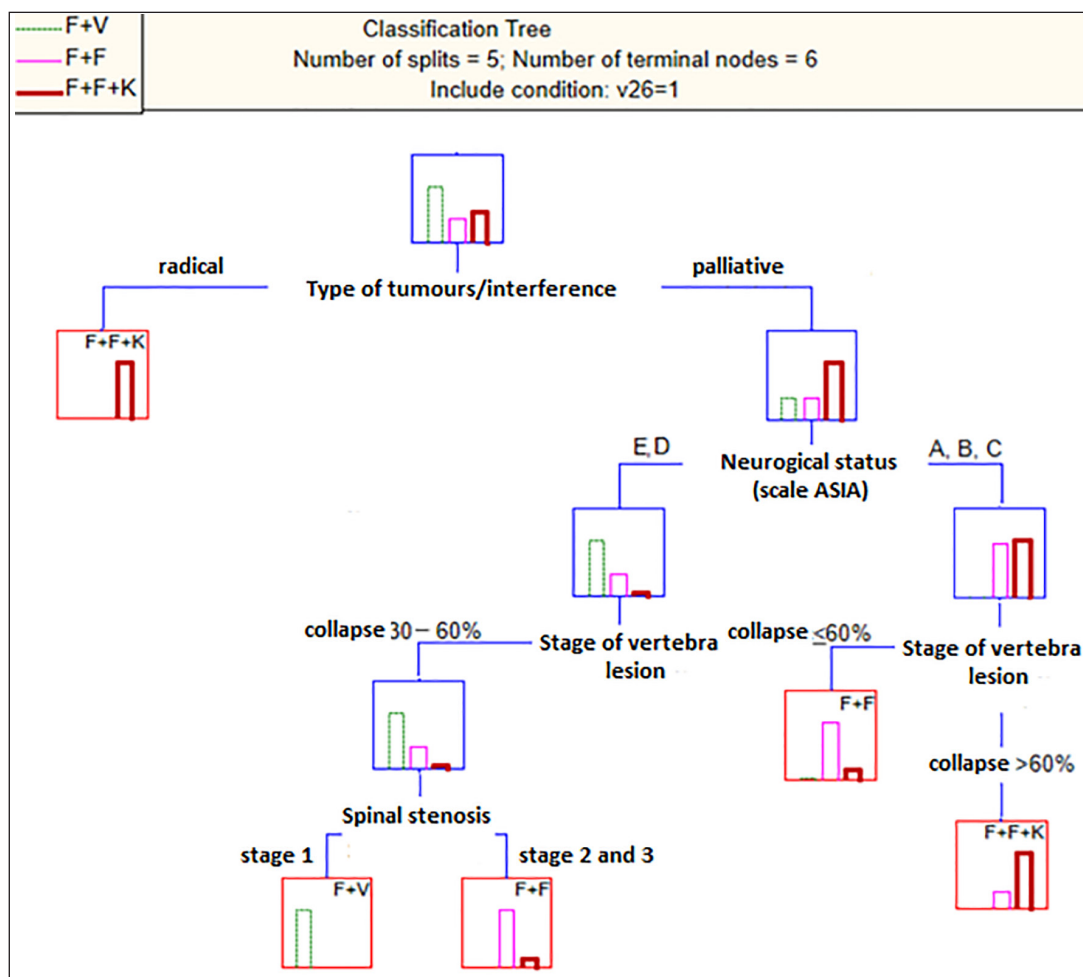 F+V
F+F
F+F+K
Classification Tree
Number of splits = 5; Number of terminal nodes = 6
Include condition: v26=1
radical
Type of tumours/interference
palliative
F+F+K
E,D
Neurogical status
(scale ASIA)
A, B, C
collapse 30 – 60%
Stage of vertebra
lesion
collapse ≤60%
Stage of vertebra
lesion
F+F
collapse >60%
Spinal stenosis
F+F+K
stage 1
stage 2 and 3
F+V
F+F